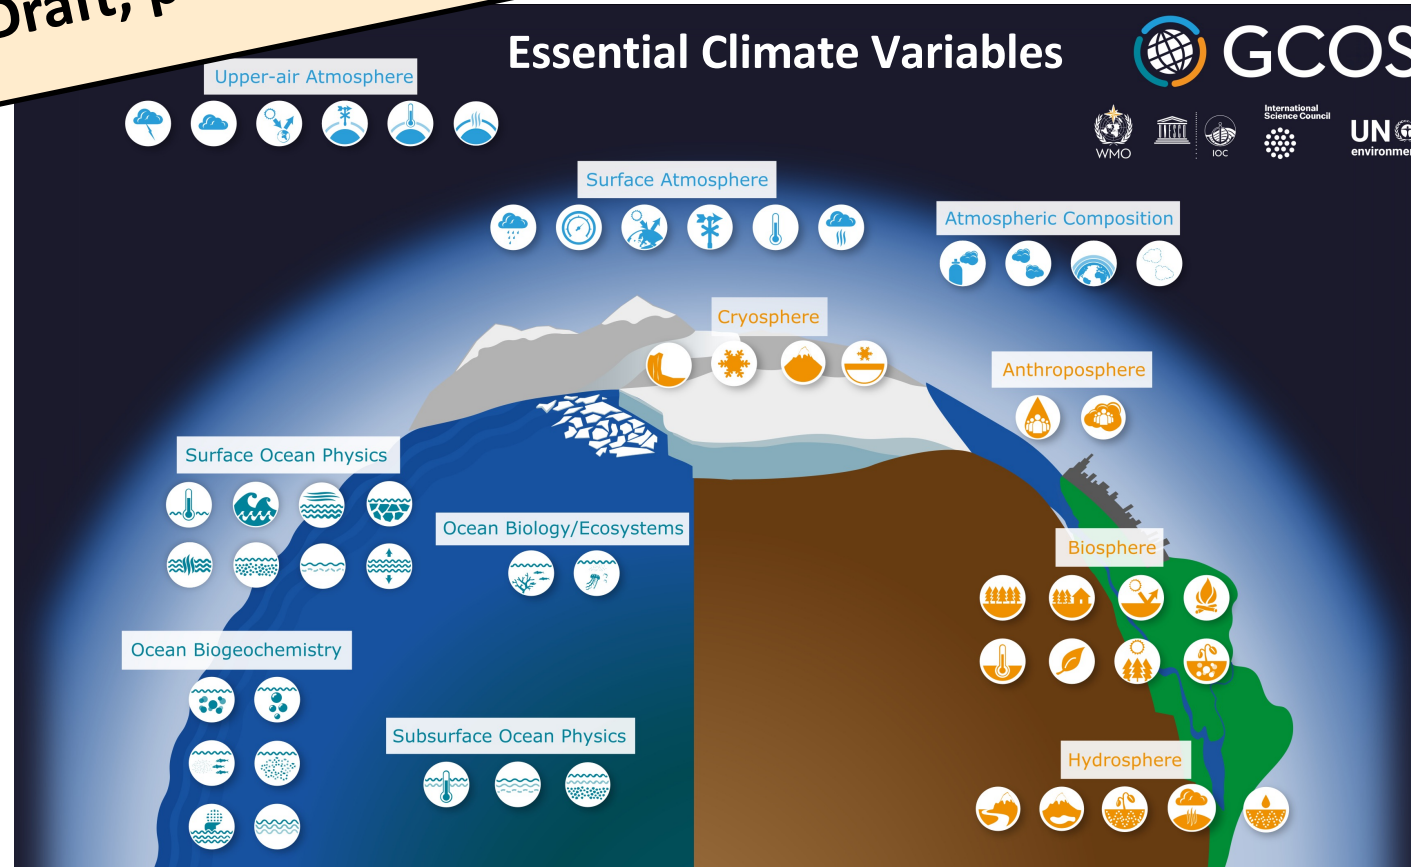 Draft,
Essential Climate Variables
GCOS
Upper-air Atmosphere
WMO
IOC
International
Science Council
UN
environme
Surface Atmosphere
Atmospheric Composition
Cryosphere
Anthroposphere
Surface Ocean Physics
Ocean Biology/Ecosystems
Biosphere
Ocean Biogeochemistry
Subsurface Ocean Physics
Hydrosphere